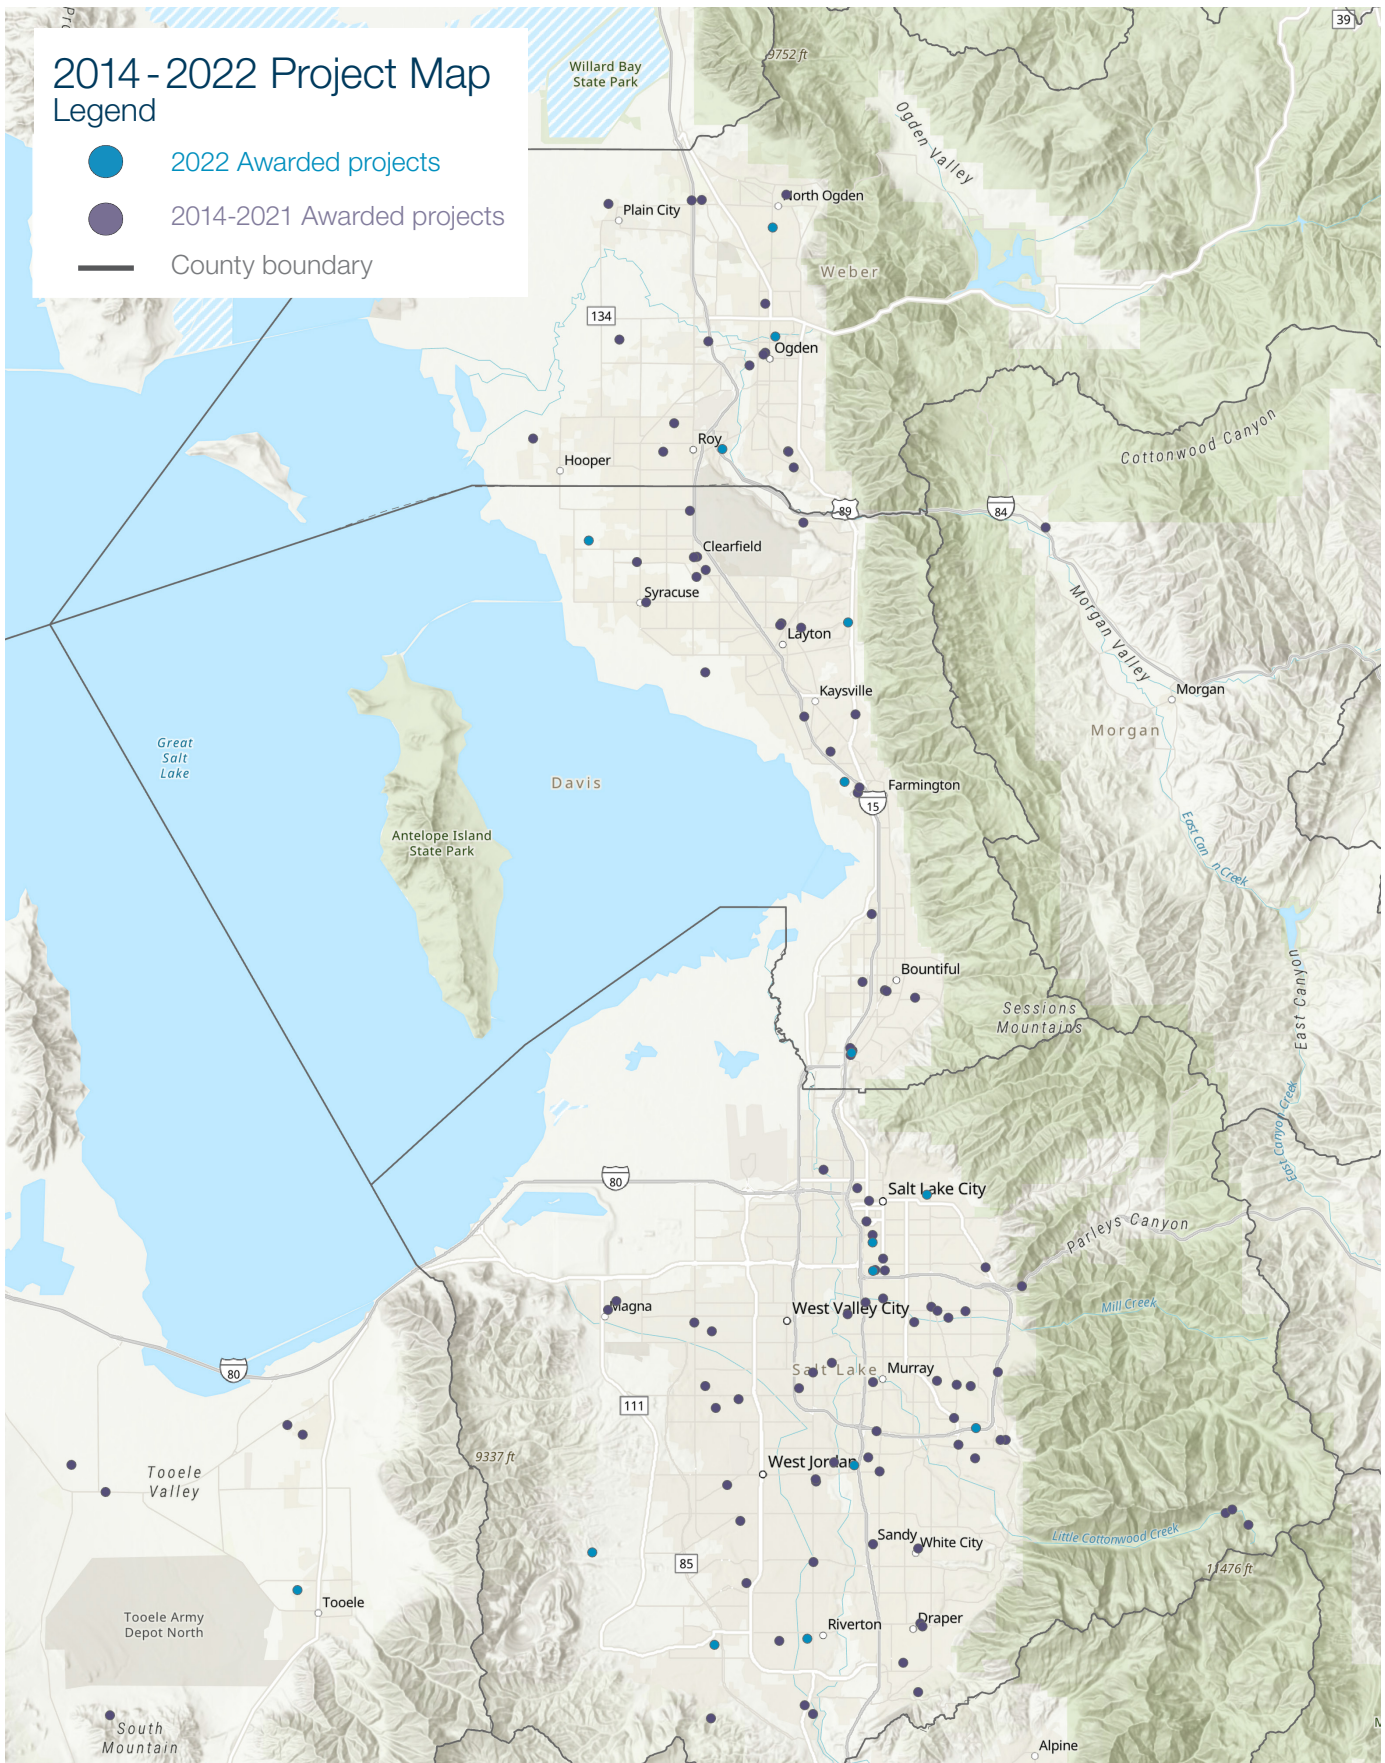 39
2014-2022 Project Map
Legend
2022 Awarded projects
2014-2021 Awarded projects
County boundary
9752 ft
Willard Bay
State Park
Ogden Valley
North Ogden
Plain City
Weber
134
Ogden
Cottonwood Canyon
Roy
Hooper
89
84
Clearfield
Syracuse
Morgan Valley
Layton
Kaysville
Morgan
Morgan
Great
Salt
Lake
Davis
Farmington
15
Antelope Island
State Park
East Can n Creek
Bountiful
East Canyon
Sessions
Mountains
East Canyon Creek
80
Salt Lake City
Parleys Canyon
Magna
West Valley City
Mill Creek
80
Salt Lake
Murray
111
9337 ft
West Jordan
Tooele
Valley
Sandy
White City
Little Cottonwood Creek
85
11476 ft
Tooele
Tooele Army
Depot North
Riverton
Draper
South
Mountain
Alpine